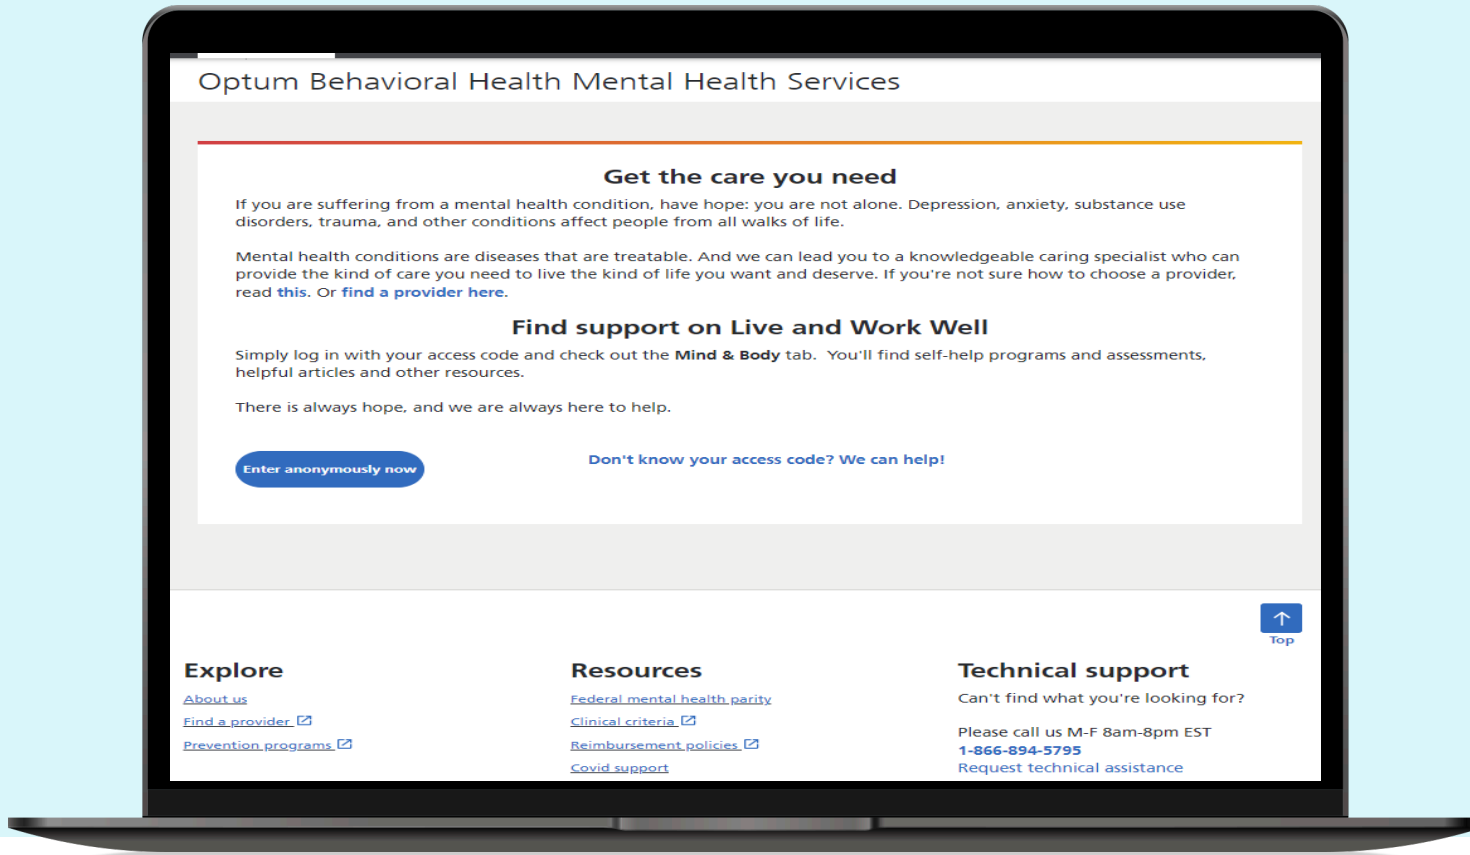 Optum Behavioral Health Mental Health Services
Get the care you need
If you are suffering from a mental health condition, have hope: you are not alone. Depression, anxiety, substance use
disorders, trauma, and other conditions affect people from all walks of life.
Mental health conditions are diseases that are treatable. And we can lead you to a knowledgeable caring specialist who can
provide the kind of care you need to live the kind of life you want and deserve. If you're not sure how to choose a provider,
read this. Or find a provider here.
Find support on Live and Work Well
Simply log in with your access code and check out the Mind & Body tab.  You'll find self-help programs and assessments,
helpful articles and other resources.
There is always hope, and we are always here to help.
Enter anonymously now
Don't know your access code? We can help!
Top
Explore
About us
Find a provider
Prevention programs
Resources
Federal mental health parity
Clinical criteria
Reimbursement policies
Covid support
Technical support
Can't find what you're looking for?
Please call us M-F 8am-8pm EST
1-866-894-5795
Request technical assistance